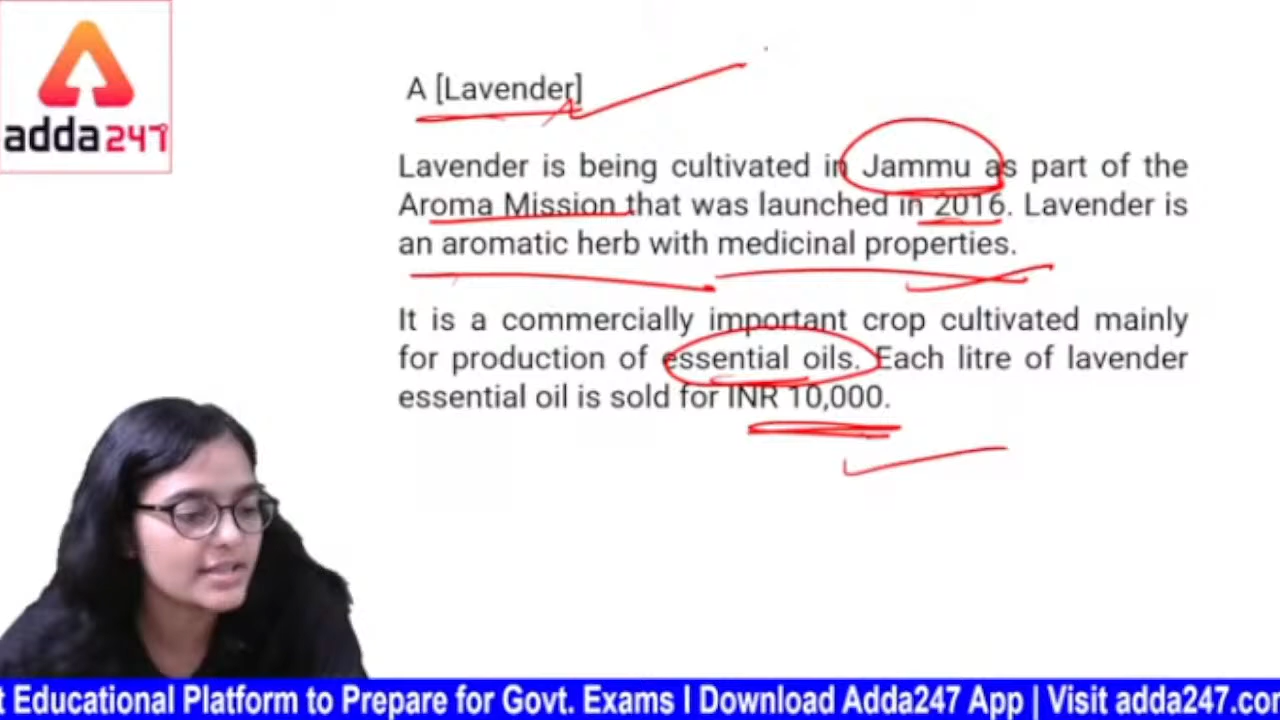 adda247
A [Lavender]
Lavender is being cultivated in Jammu as part of the
Aroma Mission that was launched in 2016. Lavender is
an aromatic herb with medicinal properties.
It is a commercially important crop cultivated mainly
for production of essential oils. Each litre of lavender
essential oil is sold for INR 10,000.
t Educational Platform to Prepare for Govt. Exams I Download Adda247 App | Visit adda247.co